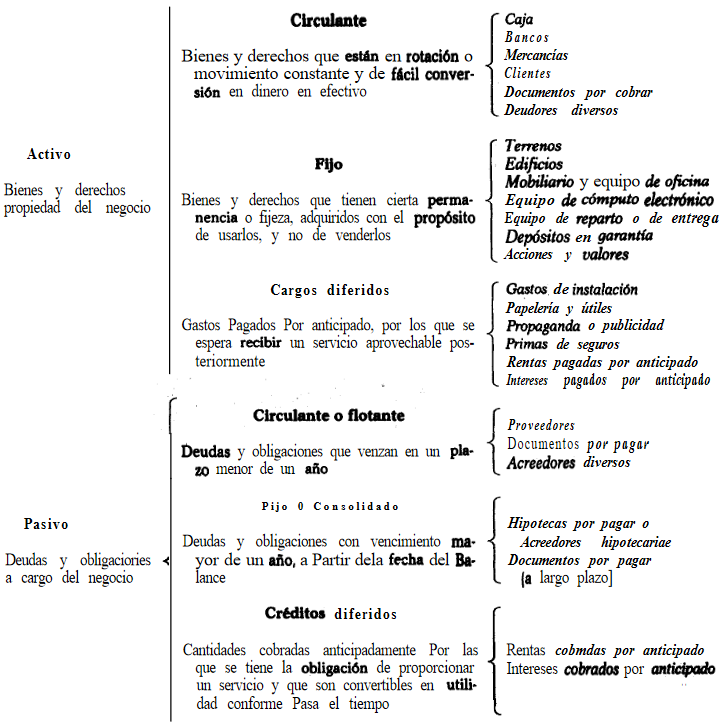 Activo
Bienes y derechos
propiedad del negocio
Circulante
Bienes y derechos que están en rotación o
movimiento constante y de fácil conver-
sión en dinero en efectivo
Caja
Bancos
Mercancías
Clientes
Documentos por cobrar
Deudores diversos
Fijo
Bienes y derechos que tienen cierta perma-
nencia o fijeza, adquiridos con el propósito
de usarlos, y no de venderlos
Terrenos
Edificios
Mobiliario y equipo de oficina
Equipo de cómputo electrónico
Equipo de reparto o de entrega
Depósitos en garantía
Acciones y valores
Cargos diferidos
Gastos Pagados Por anticipado, por los que se
espera recibir un servicio aprovechable pos-
teriormente
Gastos de instalación
Papelería y útiles
Propaganda o publicidad
Primas de seguros
Rentas pagadas por anticipado
Intereses pagados por anticipado
Pasivo
Deudas y obligaciories
a cargo del negocio
Circulante o flotante
Deudas y obligaciones que venzan en un pla-
zo menor de un año
Proveedores
Documentos por pagar
Acreedores diversos
Pijo 0 Consolidado
Deudas y obligaciones con vencimiento ma-
yor de un año, a Partir dela fecha del Ba-
lance
Hipotecas por pagar o
Acreedores hipotecariae
Documentos por pagar
(a largo plazo]
Créditos diferidos
Cantidades cobradas anticipadamente Por las
que se tiene la obligación de proporcionar
un servicio y que son convertibles en utili-
dad conforme Pasa el tiempo
Rentas cobmdas por anticipado
Intereses cobrados por anticipado